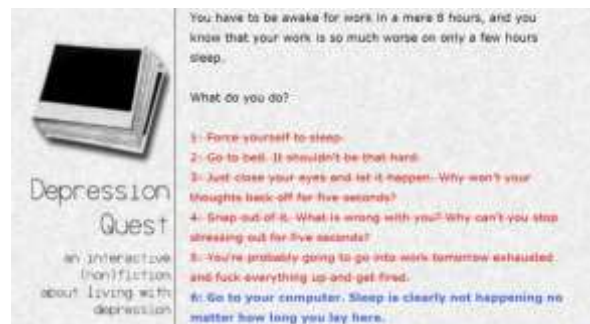 Depression
Quest
an interactive
(non)fiction
about living with
depression
You have to be awake for work in a mere 8 hours, and you
know that your work is so much worse on only a few hours
sleep.
What do you do?
1: Force yourself to sleep.
2: Go to bed. It shouldn't be that hard.
3: Just close your eyes and let it happen. Why won't your
thoughts back off for five seconds?
4: Snap out of it. What is wrong with you? Why can't you stop
stressing out for five seconds?
5: You're probably going to go into work tomorrow exhausted
and fuck everything up and get fired.
6: Go to your computer. Sleep is clearly not happening no
matter how long you lay here.